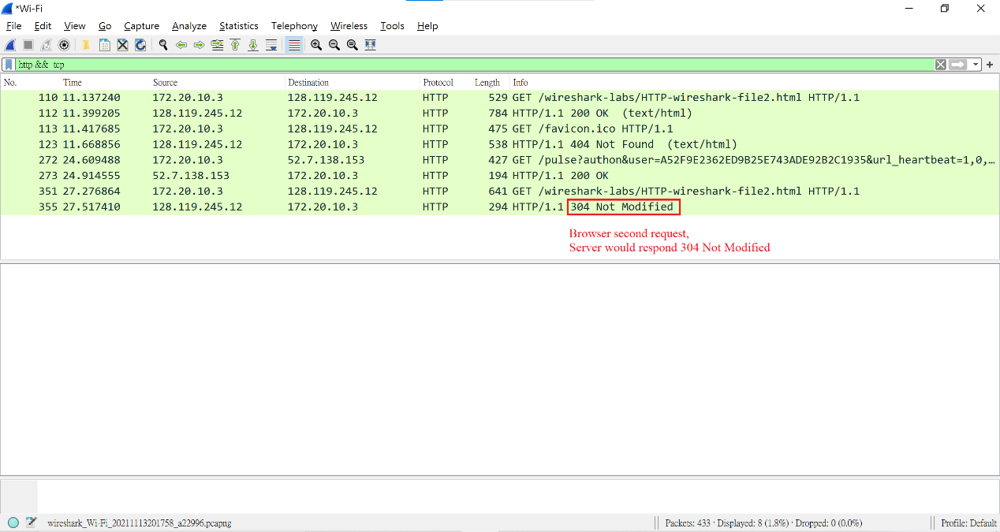 *Wi-Fi
File Edit View Go Capture Analyze Statistics Telephony Wireless Tools Help
http && tcp
No. Time Source Destination Protocol Length Info
110 11.137240 172.20.10.3 128.119.245.12 HTTP 529 GET /wireshark-labs/HTTP-wireshark-file2.html HTTP/1.1
112 11.399205 128.119.245.12 172.20.10.3 HTTP 784 HTTP/1.1 200 OK (text/html)
113 11.417685 172.20.10.3 128.119.245.12 HTTP 475 GET /favicon.ico HTTP/1.1
123 11.668856 128.119.245.12 172.20.10.3 HTTP 538 HTTP/1.1 404 Not Found (text/html)
272 24.609488 172.20.10.3 52.7.138.153 HTTP 427 GET /pulse?authon&user=A52F9E2362ED9B25E743ADE92B2C1935&url_heartbeat=1,0,…
273 24.914555 52.7.138.153 172.20.10.3 HTTP 194 HTTP/1.1 200 OK
351 27.276864 172.20.10.3 128.119.245.12 HTTP 641 GET /wireshark-labs/HTTP-wireshark-file2.html HTTP/1.1
355 27.517410 128.119.245.12 172.20.10.3 HTTP 294 HTTP/1.1 304 Not Modified
Browser second request,
Server would respond 304 Not Modified
wireshark_Wi-Fi_20211113201758_a22996.pcapng Packets: 433 · Displayed: 8 (1.8%) · Dropped: 0 (0.0%) Profile: Default